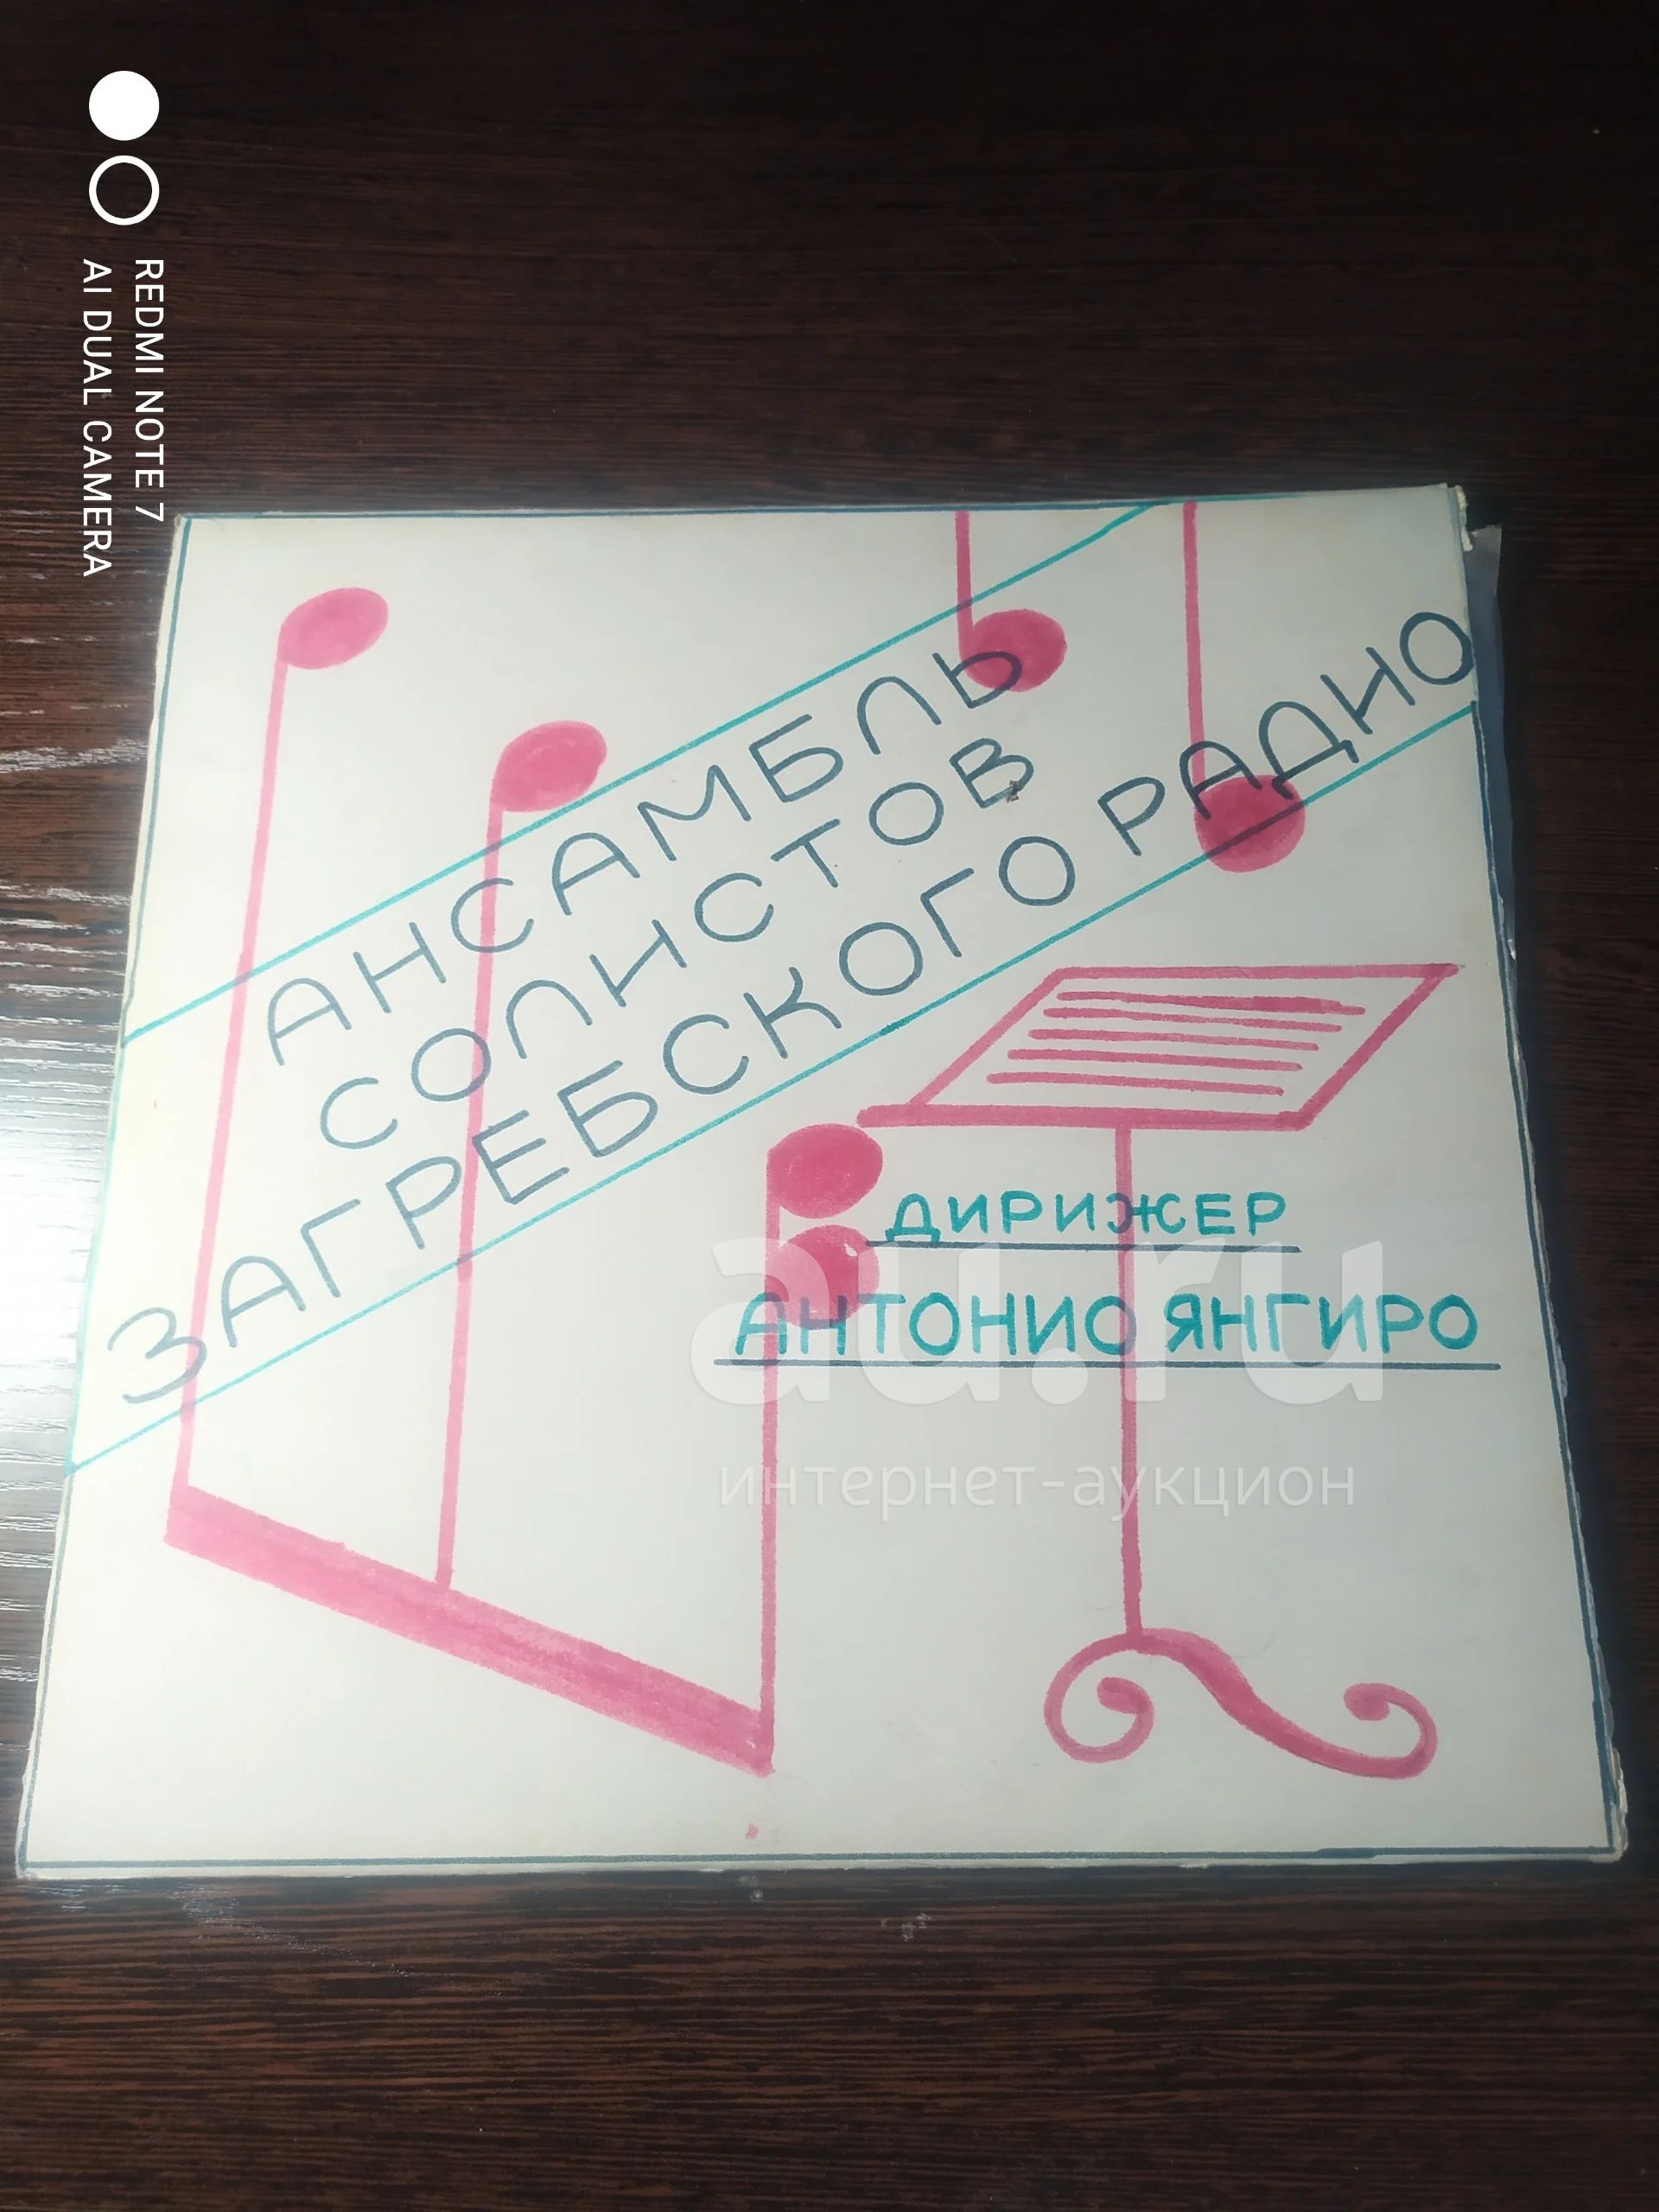 REDMI NOTE 7
AI DUAL CAMERA
АНСАМБЛЬ
СОЛИСТОВ
ЗАГРЕБСКОГО РАДИО
ДИРИЖЕР
АНТОНИО ЯНГИРО
au.ru
интернет-аукцион